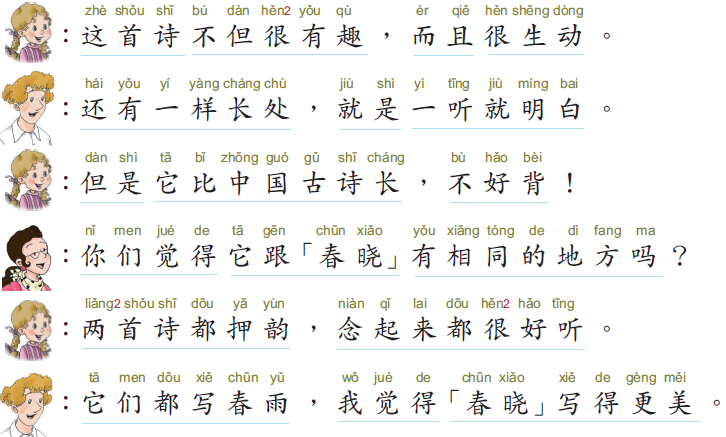 zhè shǒu shī bú dàn hěn2 yǒu qù ér qiě hěn shēng dòng
：这首诗不但很有趣，而且很生动。
hái yǒu yí yàng cháng chù jiù shì yì tīng jiù míng bai
：还有一样长处，就是一听就明白。
dàn shì tā bǐ zhōng guó gǔ shī cháng bù hǎo bèi
：但是它比中国古诗长，不好背！
nǐ men jué de tā gēn chūn xiǎo yǒu xiāng tóng de dì fang ma
：你们觉得它跟「春晓」有相同的地方吗？
liǎng2 shǒu shī dōu yā yùn niàn qǐ lai dōu hěn2 hǎo tīng
：两首诗都押韵，念起来都很好听。
tā men dōu xiě chūn yǔ wǒ jué de chūn xiǎo xiě de gèng měi
：它们都写春雨，我觉得「春晓」写得更美。